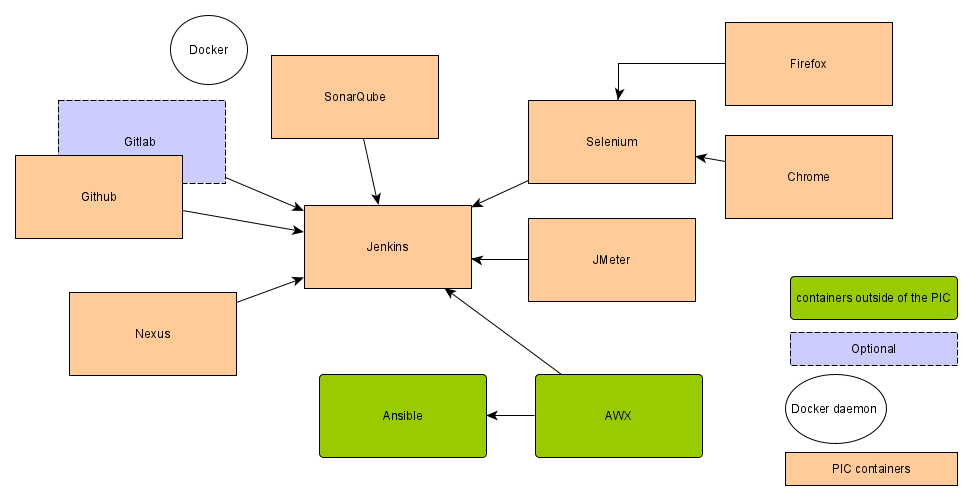 Docker
Firefox
SonarQube
Gitlab
Selenium
Chrome
Github
Jenkins
JMeter
containers outside of the PIC
Nexus
Optional
Ansible
AWX
Docker daemon
PIC containers